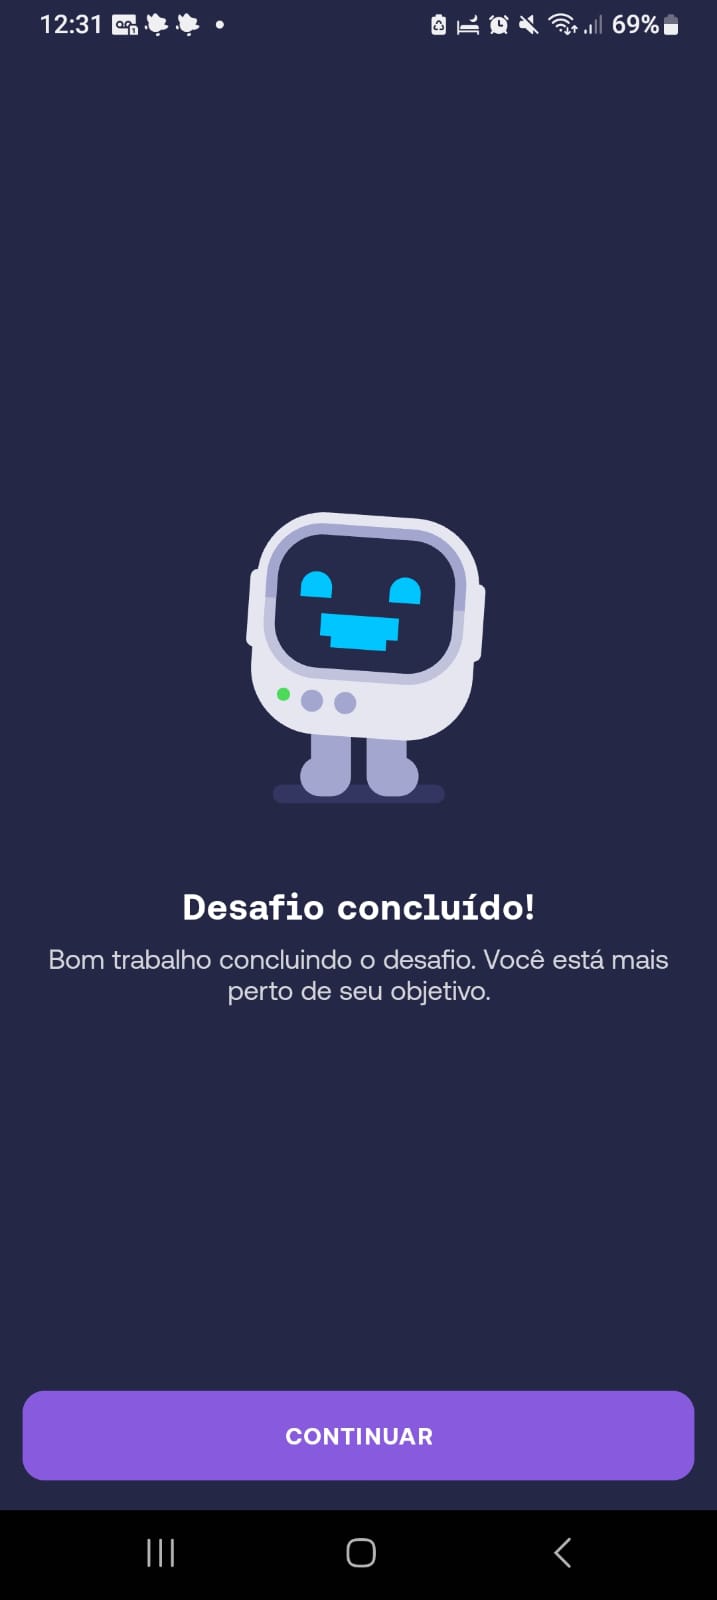 12:31
69%
Desafio concluído!
Bom trabalho concluindo o desafio. Você está mais
perto de seu objetivo.
CONTINUAR